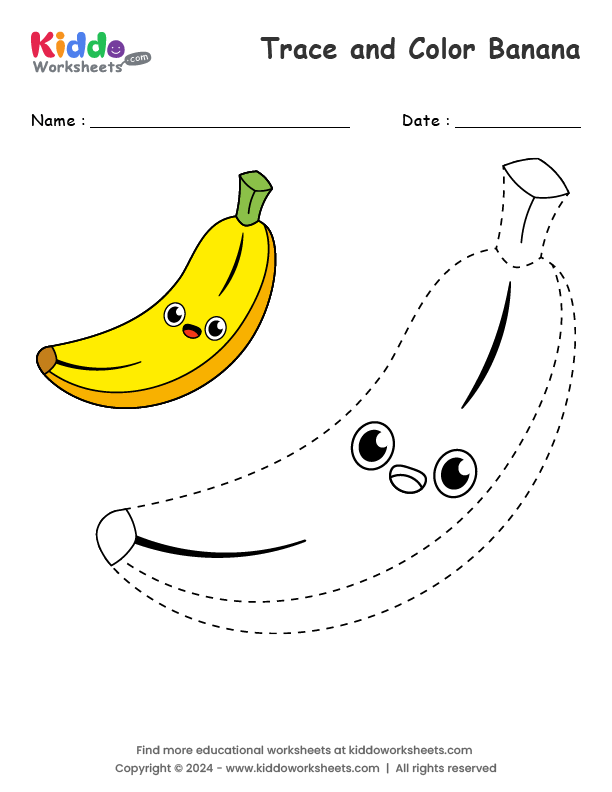 Kiddo
Worksheets .com
Trace and Color Banana
Name : Date :
Find more educational worksheets at kiddoworksheets.com
Copyright © 2024 - www.kiddoworksheets.com | All rights reserved